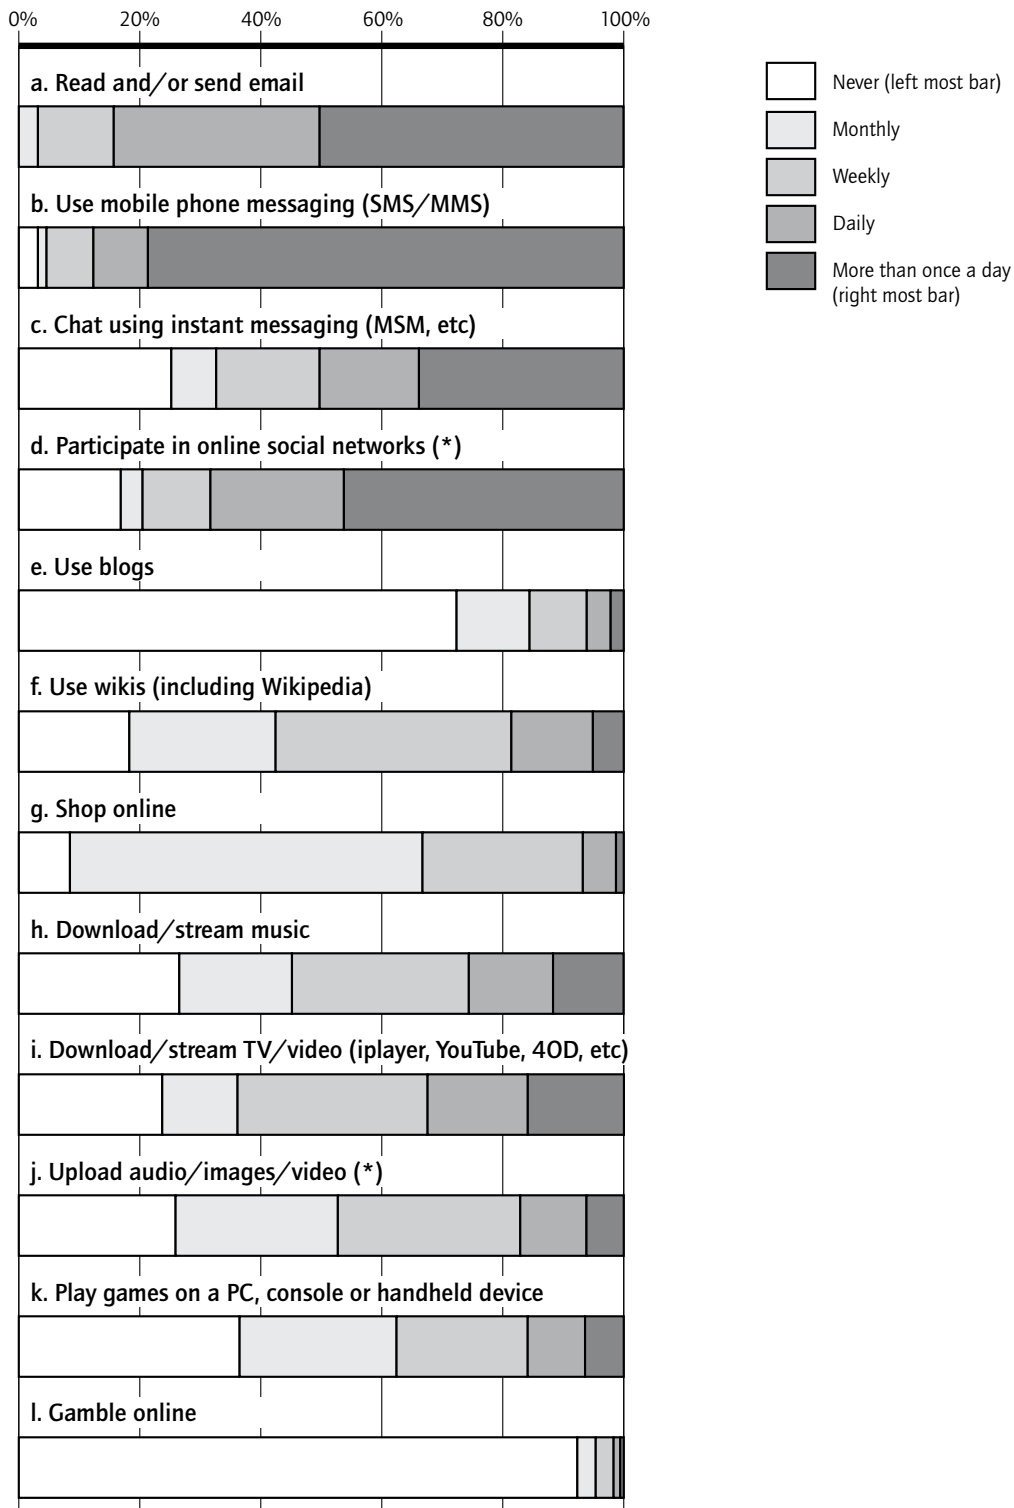 0% 20% 40% 60% 80% 100%
a. Read and/or send email
b. Use mobile phone messaging (SMS/MMS)
c. Chat using instant messaging (MSM, etc)
d. Participate in online social networks (*)
e. Use blogs
f. Use wikis (including Wikipedia)
g. Shop online
h. Download/stream music
i. Download/stream TV/video (iplayer, YouTube, 4OD, etc)
j. Upload audio/images/video (*)
k. Play games on a PC, console or handheld device
l. Gamble online
Never (left most bar)
Monthly
Weekly
Daily
More than once a day
(right most bar)